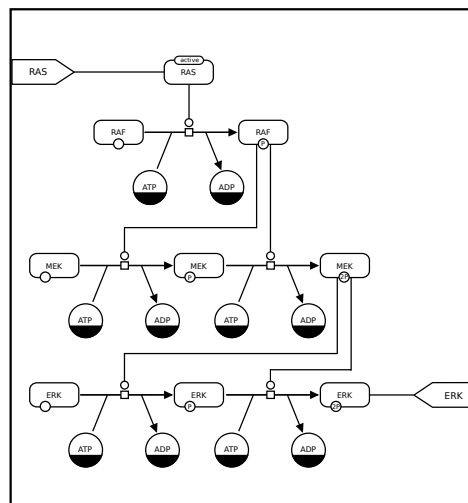 active
RAS
RAS
RAF
RAF
P
ATP
ADP
MEK
MEK
MEK
P
2P
ATP
ADP
ATP
ADP
ERK
ERK
ERK
ERK
P
2P
ATP
ADP
ATP
ADP